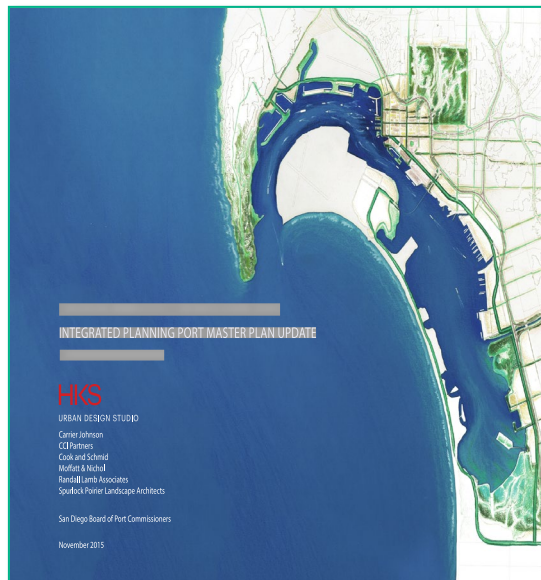 INTEGRATED PLANNING PORT MASTER PLAN UPDATE
HKS
URBAN DESIGN STUDIO
Carrier Johnson
CCI Partners
Cook and Schmid
Moffatt & Nichol
Randall Lamb Associates
Spurlock Poirier Landscape Architects
San Diego Board of Port Commissioners
November 2015